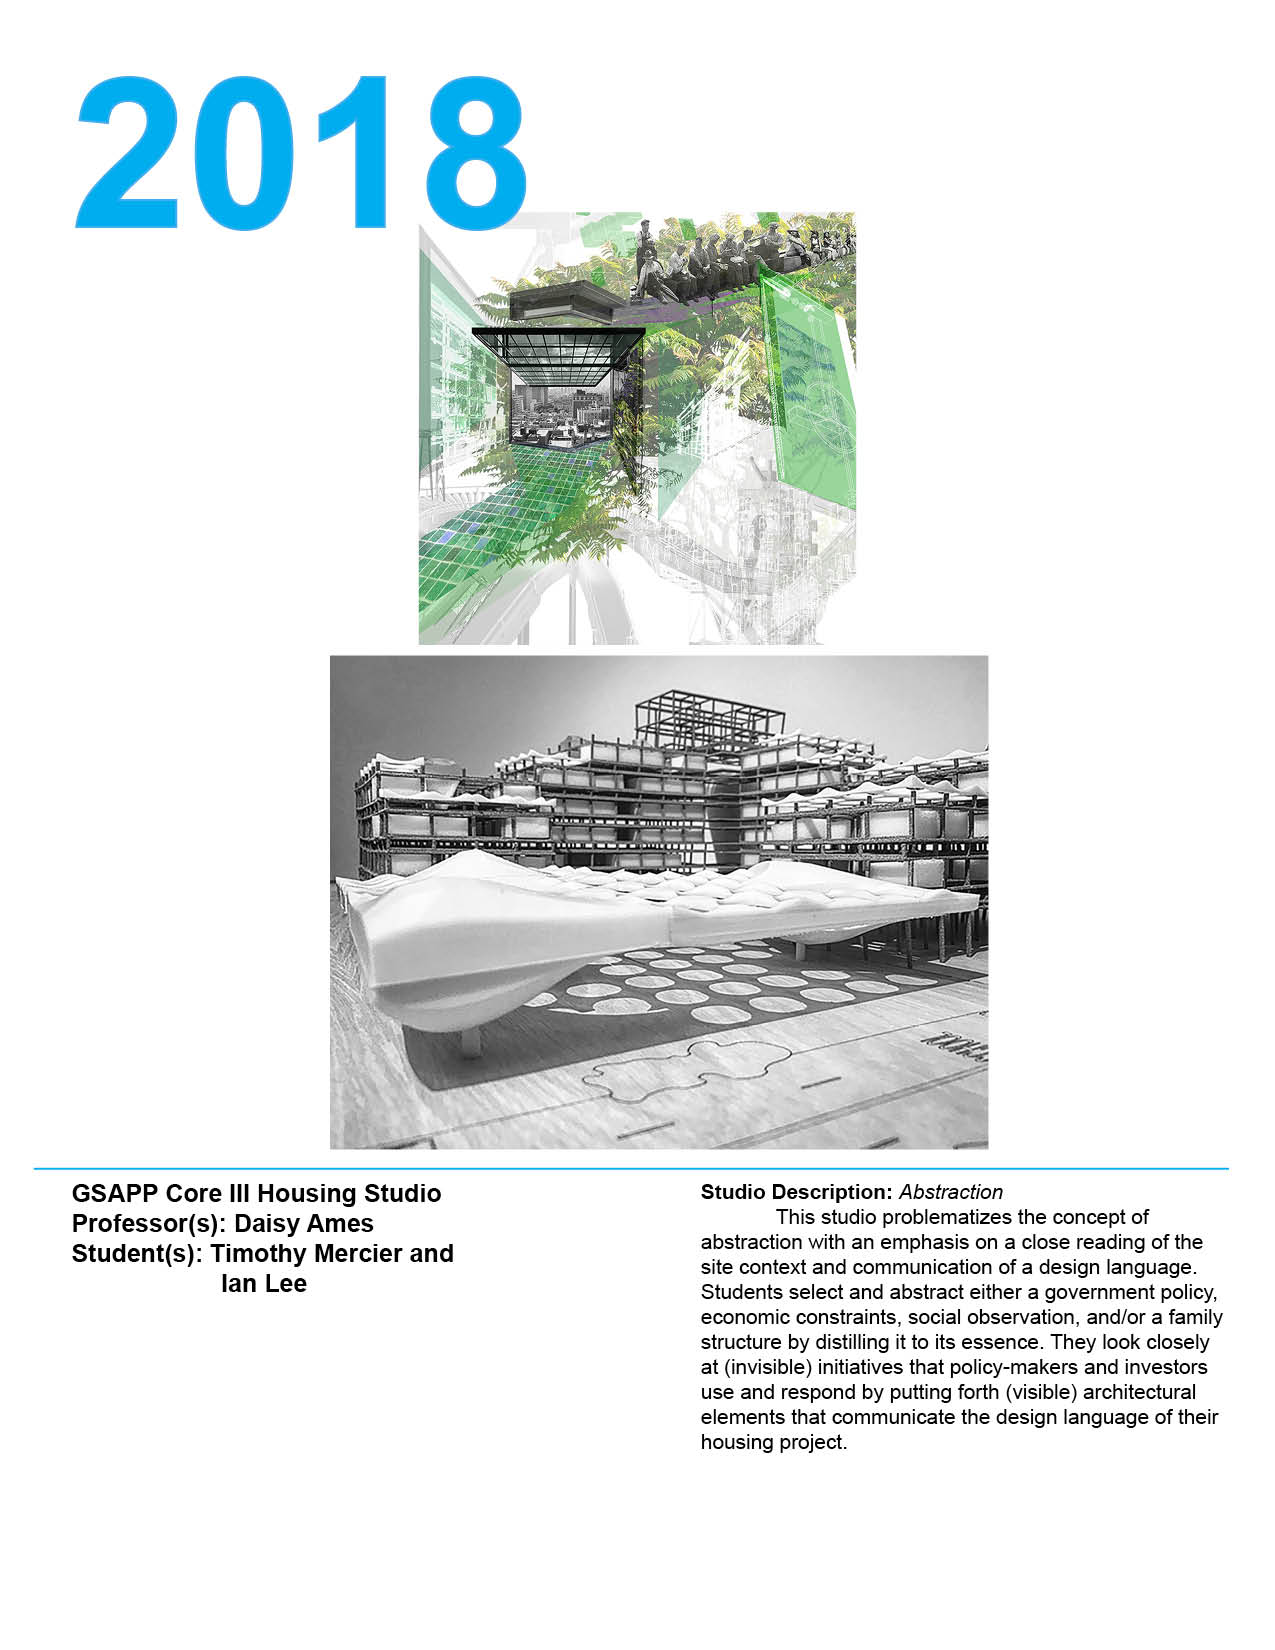 2018
GSAPP Core III Housing Studio
Professor(s): Daisy Ames
Student(s): Timothy Mercier and
Ian Lee
Studio Description: Abstraction
This studio problematizes the concept of
abstraction with an emphasis on a close reading of the
site context and communication of a design language.
Students select and abstract either a government policy,
economic constraints, social observation, and/or a family
structure by distilling it to its essence. They look closely
at (invisible) initiatives that policy-makers and investors
use and respond by putting forth (visible) architectural
elements that communicate the design language of their
housing project.